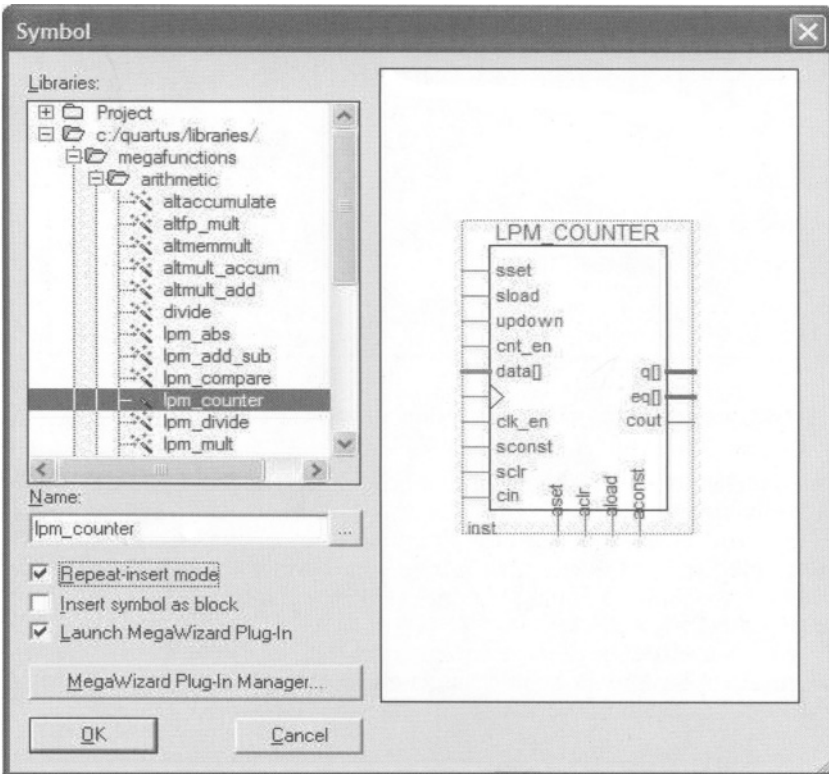 Symbol
Libraries:
Project
c:/quartus/libraries/
megafunctions
arithmetic
altaccumulate
altfp_mult
altmemmult
altmult_accum
altmult_add
divide
lpm_abs
lpm_add_sub
lpm_compare
lpm_counter
lpm_divide
lpm_mult
Name:
lpm_counter
...
Repeat-insert mode
Insert symbol as block
Launch MegaWizard Plug-In
MegaWizard Plug-In Manager...
OK
Cancel
LPM_COUNTER
sset
sload
updown
cnt_en
data[] q[]
eq[]
clk_en cout
sconst
sclr
cin
aset
aclr
aload
aconst
inst